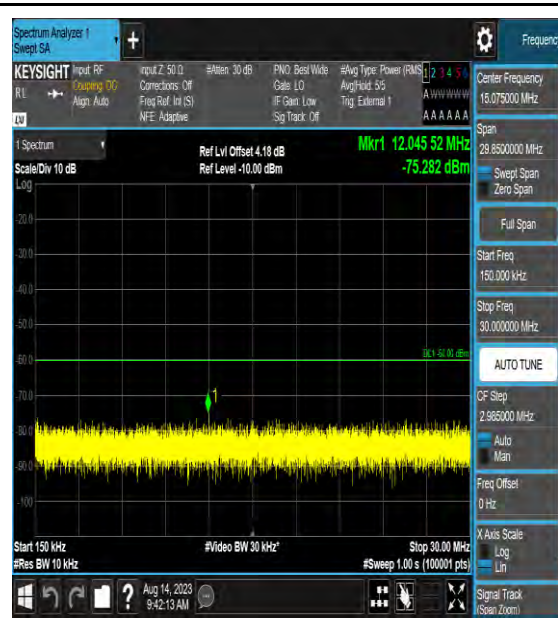 Spectrum Analyzer 1
Swept SA
Frequency
KEYSIGHT
RL
Input: RF
Coupling: DC
Align: Auto
Input Z: 50 Ω
Corrections: Off
Freq Ref: Int (S)
NFE: Adaptive
#Atten: 30 dB
PNO: Best Wide
Gate: LO
IF Gain: Low
Sig Track: Off
#Avg Type: Power (RMS
Avg|Hold: 5/5
Trig: External 1
1 2 3 4 5 6
A W W W W W
A A A A A A
LW
1 Spectrum
Scale/Div 10 dB
Log
Ref Lvl Offset 4.18 dB
Ref Level -10.00 dBm
Mkr1 12.045 52 MHz
-75.282 dBm
-20.0
-30.0
-40.0
-50.0
-60.0
-70.0
-80.0
-90.0
-100
1
Start 150 kHz
#Res BW 10 kHz
#Video BW 30 kHz*
Stop 30.00 MHz
#Sweep 1.00 s (100001 pts)
Center Frequency
15.075000 MHz
Span
29.8500000 MHz
Swept Span
Zero Span
Full Span
Start Freq
150.000 kHz
Stop Freq
30.000000 MHz
AUTO TUNE
CF Step
2.985000 MHz
Auto
Man
Freq Offset
0 Hz
X Axis Scale
Log
Lin
Signal Track
(Span Zoom)
?
Aug 14, 2023
9:42:13 AM